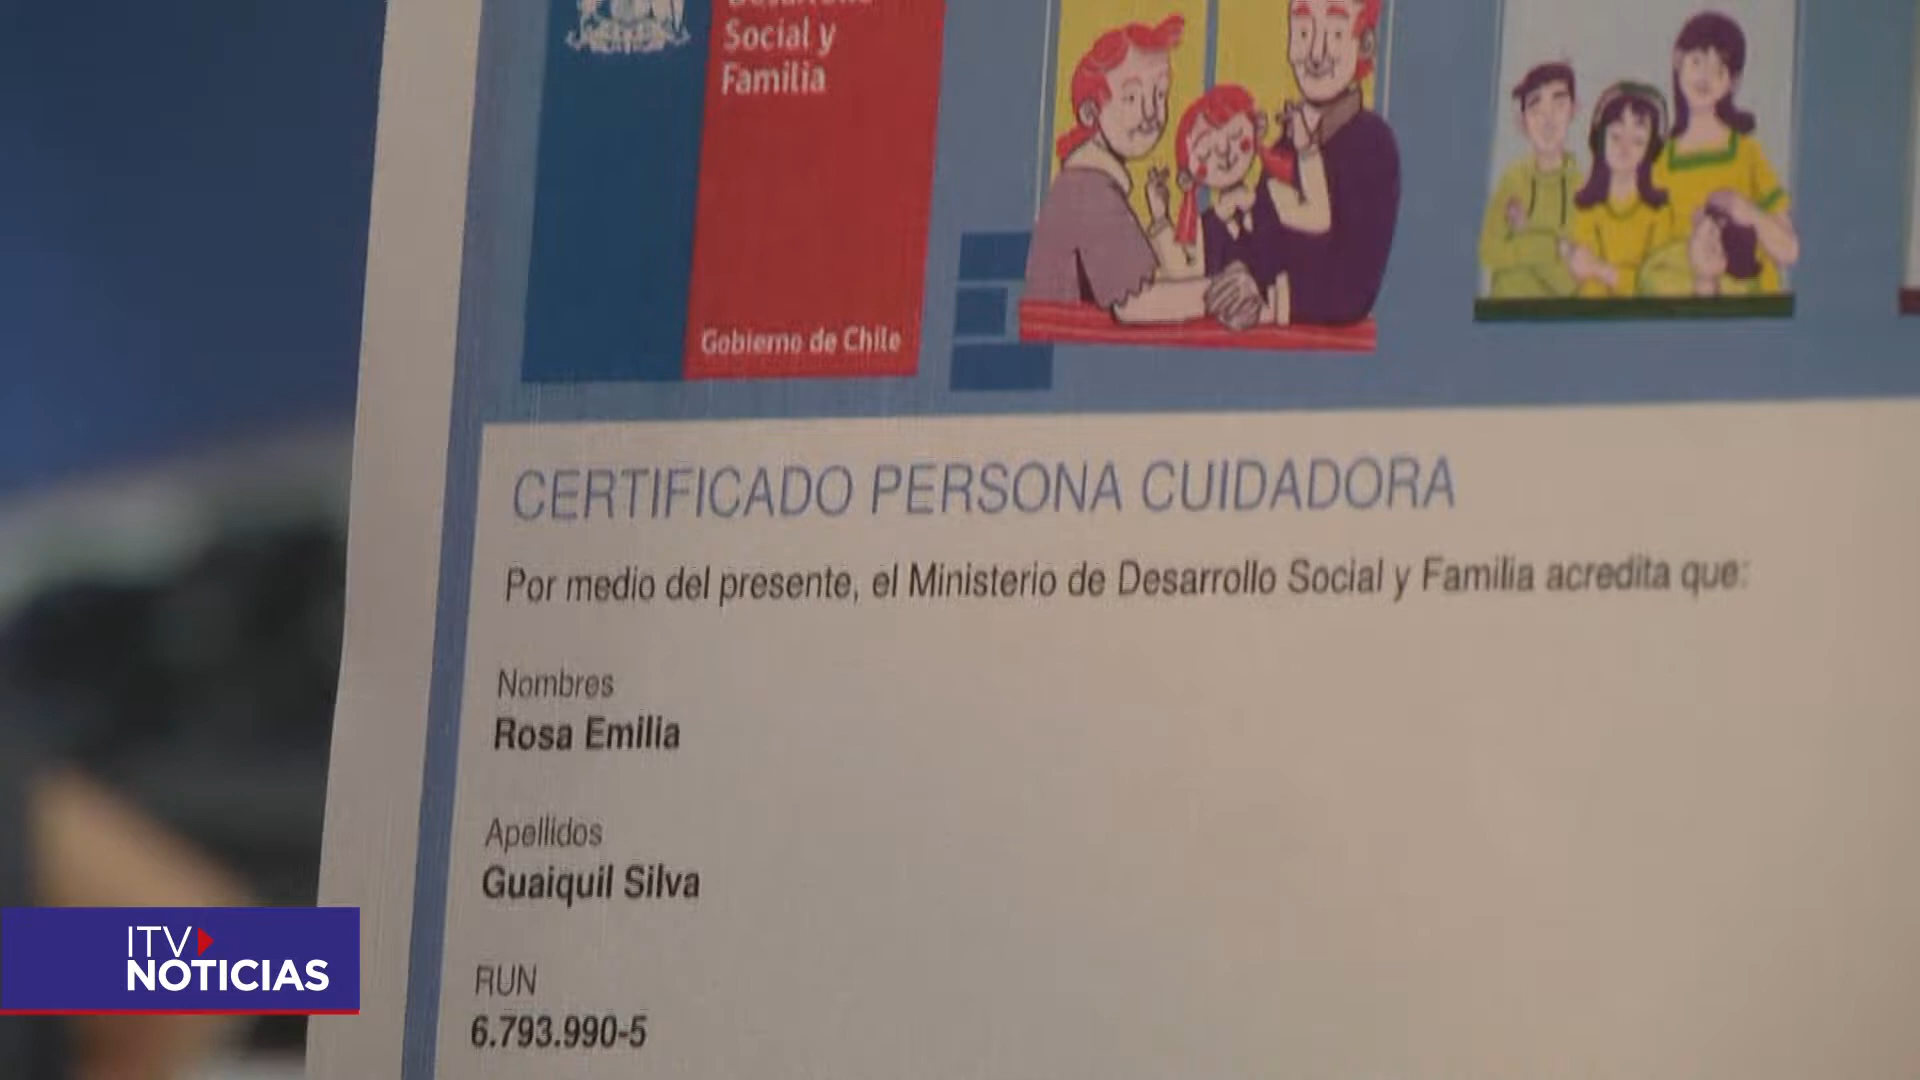 Social y
Familia
Gobierno de Chile
CERTIFICADO PERSONA CUIDADORA
Por medio del presente, el Ministerio de Desarrollo Social y Familia acredita que:
Nombres
Rosa Emilia
Apellidos
Guaiquil Silva
RUN
6.793.990-5
ITV
NOTICIAS